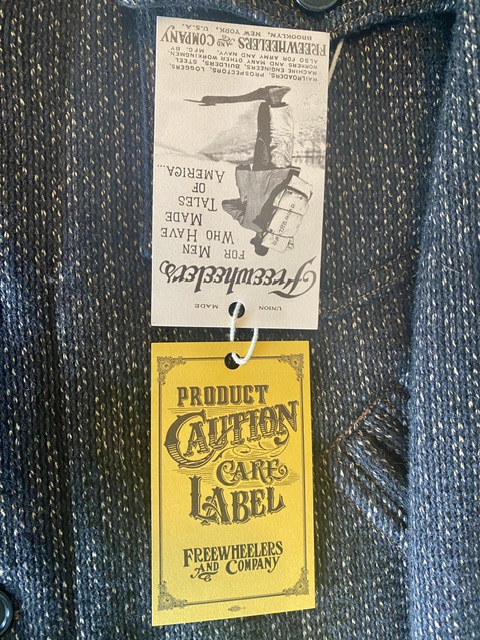 UNION MADE
Freewheelers
FOR MEN
WHO HAVE
MADE
TALES
OF
AMERICA...
RAILROADERS, PROSPECTORS, LOGGERS,
MACHINE ENGINEERS, BUILDERS, STEEL
WORKERS AND MANY OTHER WORKINGMEN.
ALSO FOR ARMY AND NAVY. MFG. BY
FREEWHEELERS AND COMPANY
BROOKLYN, NEW YORK, U.S.A.
PRODUCT
CAUTION
CARE
LABEL
FREEWHEELERS
AND COMPANY